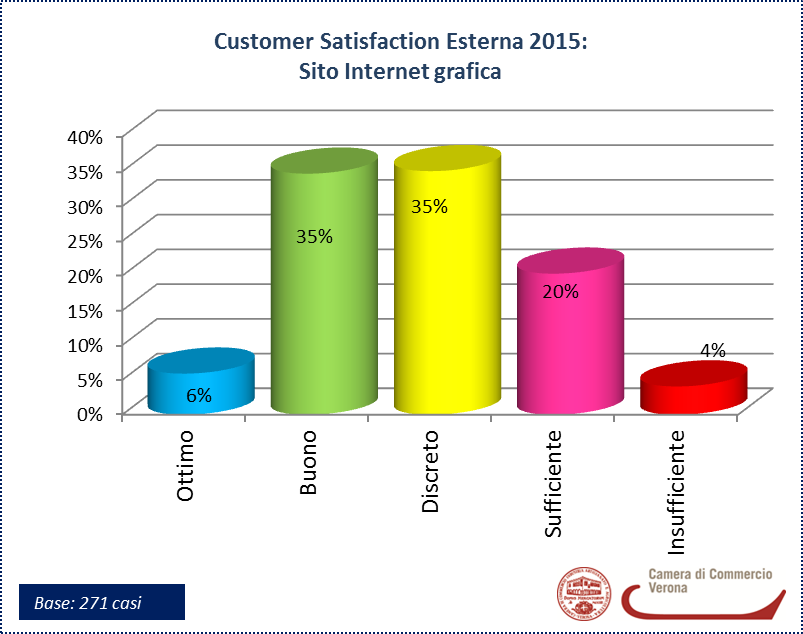 Customer Satisfaction Esterna 2015:
Sito Internet grafica
40%
35%
30%
25%
20%
15%
10%
5%
0%
6%
35%
35%
20%
4%
Ottimo
Buono
Discreto
Sufficiente
Insufficiente
Base: 271 casi
Camera di Commercio
Verona